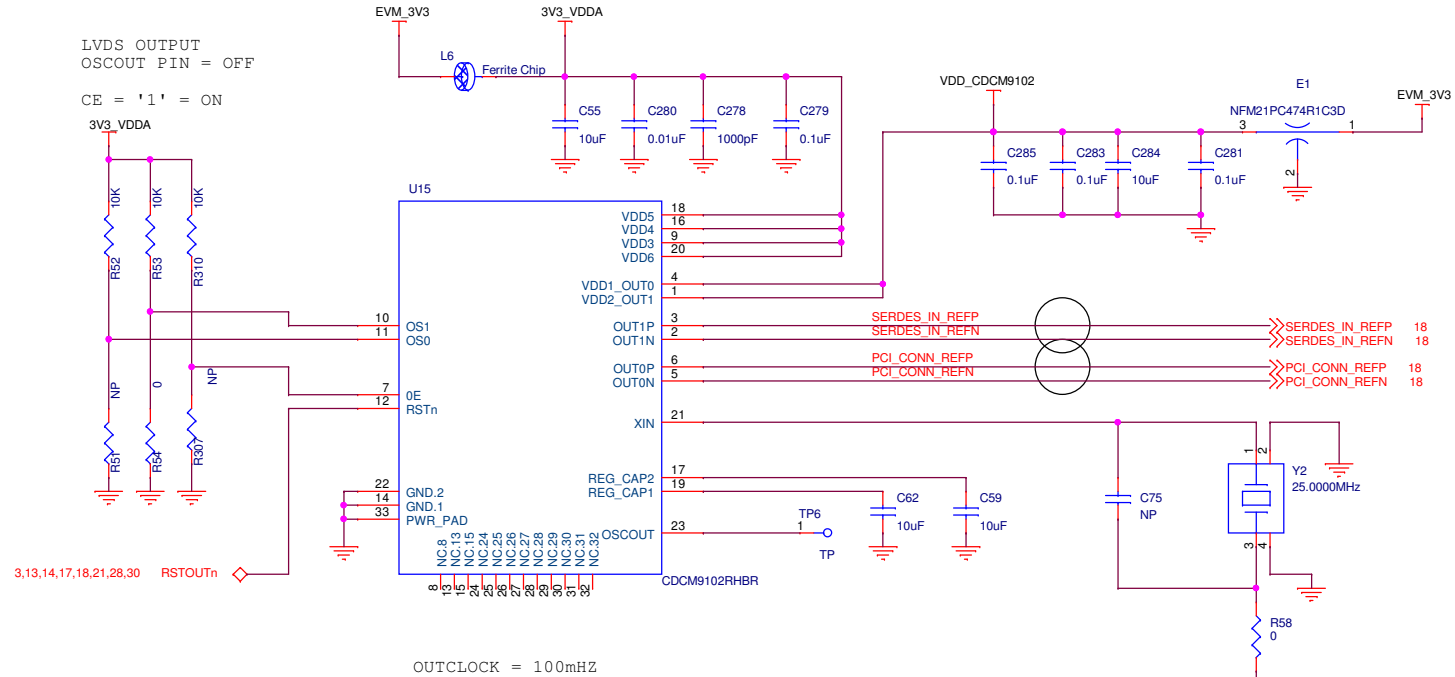 LVDS OUTPUT
OSCOUT PIN = OFF
CE = '1' = ON
3V3_VDDA
EVM_3V3
3V3_VDDA
L6
Ferrite Chip
C55
10uF
C280
0.01uF
C278
1000pF
C279
0.1uF
VDD_CDCM9102
E1
NFM21PC474R1C3D
EVM_3V3
3
1
2
C285
0.1uF
C283
0.1uF
C284
10uF
C281
0.1uF
10K
10K
10K
R52
R53
R310
NP
0
NP
R51
R54
R307
U15
VDD5 18
VDD4 16
VDD3 9
VDD6 20
VDD1_OUT0 4
VDD2_OUT1 1
10 OS1
11 OS0
OUT1P 3 SERDES_IN_REFP SERDES_IN_REFP 18
OUT1N 2 SERDES_IN_REFN SERDES_IN_REFN 18
OUT0P 6 PCI_CONN_REFP PCI_CONN_REFP 18
OUT0N 5 PCI_CONN_REFN PCI_CONN_REFN 18
7 0E
12 RSTn
XIN 21
REG_CAP2 17
REG_CAP1 19
22 GND.2
14 GND.1
33 PWR_PAD
OSCOUT 23
C62
10uF
C59
10uF
TP6
1
TP
C75
NP
1
2
Y2
25.0000MHz
3
4
R58
0
NC.8
NC.13
NC.15
NC.24
NC.25
NC.26
NC.27
NC.28
NC.29
NC.30
NC.31
NC.32
8
13
15
24
25
26
27
28
29
30
31
32
CDCM9102RHBR
3,13,14,17,18,21,28,30 RSTOUTn
OUTCLOCK = 100mHZ